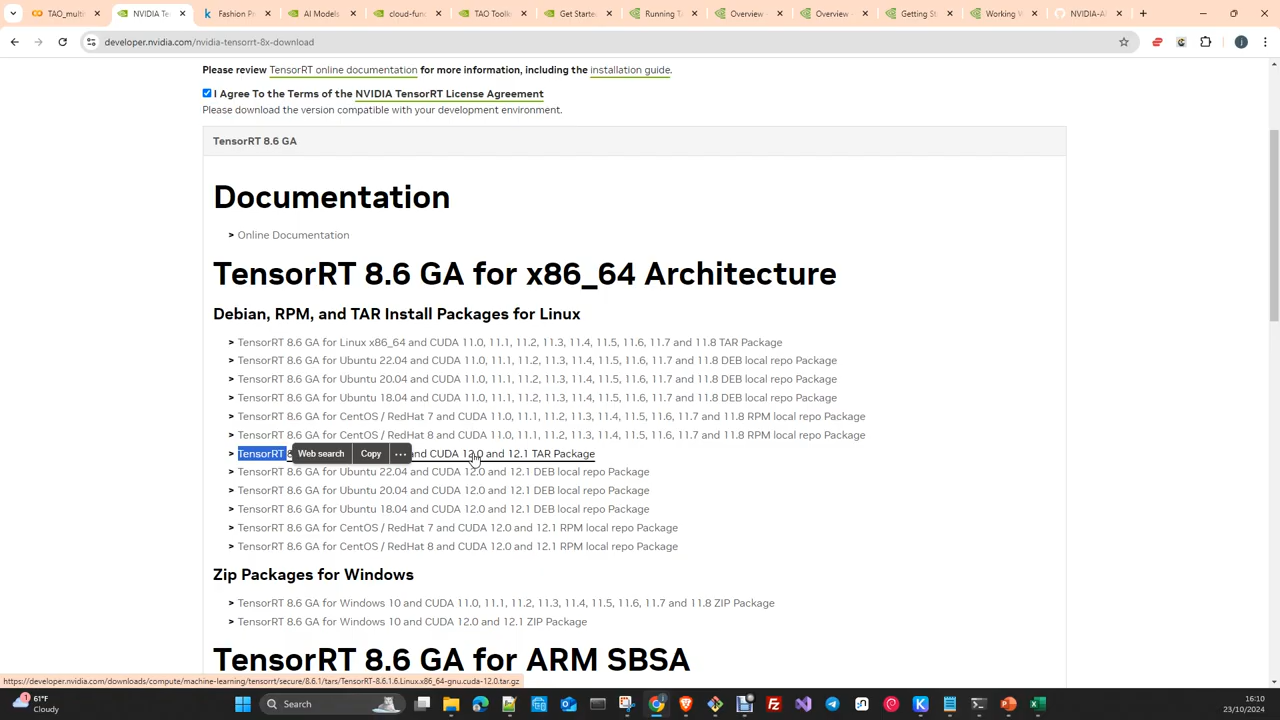 TAO_multi
NVIDIA Te
Fashion P
AI Models
cloud-fun
TAO Toolk
Get Starte
Running TA
Overview
Overview
Getting St
Working W
NVIDIA-AI
developer.nvidia.com/nvidia-tensorrt-8x-download
Please review TensorRT online documentation for more information, including the installation guide.
I Agree To the Terms of the NVIDIA TensorRT License Agreement
Please download the version compatible with your development environment.
TensorRT 8.6 GA
Documentation
Online Documentation
TensorRT 8.6 GA for x86_64 Architecture
Debian, RPM, and TAR Install Packages for Linux
TensorRT 8.6 GA for Linux x86_64 and CUDA 11.0, 11.1, 11.2, 11.3, 11.4, 11.5, 11.6, 11.7 and 11.8 TAR Package
TensorRT 8.6 GA for Ubuntu 22.04 and CUDA 11.0, 11.1, 11.2, 11.3, 11.4, 11.5, 11.6, 11.7 and 11.8 DEB local repo Package
TensorRT 8.6 GA for Ubuntu 20.04 and CUDA 11.0, 11.1, 11.2, 11.3, 11.4, 11.5, 11.6, 11.7 and 11.8 DEB local repo Package
TensorRT 8.6 GA for Ubuntu 18.04 and CUDA 11.0, 11.1, 11.2, 11.3, 11.4, 11.5, 11.6, 11.7 and 11.8 DEB local repo Package
TensorRT 8.6 GA for CentOS / RedHat 7 and CUDA 11.0, 11.1, 11.2, 11.3, 11.4, 11.5, 11.6, 11.7 and 11.8 RPM local repo Package
TensorRT 8.6 GA for CentOS / RedHat 8 and CUDA 11.0, 11.1, 11.2, 11.3, 11.4, 11.5, 11.6, 11.7 and 11.8 RPM local repo Package
TensorRT Web search Copy and CUDA 12.0 and 12.1 TAR Package
TensorRT 8.6 GA for Ubuntu 22.04 and CUDA 12.0 and 12.1 DEB local repo Package
TensorRT 8.6 GA for Ubuntu 20.04 and CUDA 12.0 and 12.1 DEB local repo Package
TensorRT 8.6 GA for Ubuntu 18.04 and CUDA 12.0 and 12.1 DEB local repo Package
TensorRT 8.6 GA for CentOS / RedHat 7 and CUDA 12.0 and 12.1 RPM local repo Package
TensorRT 8.6 GA for CentOS / RedHat 8 and CUDA 12.0 and 12.1 RPM local repo Package
Zip Packages for Windows
TensorRT 8.6 GA for Windows 10 and CUDA 11.0, 11.1, 11.2, 11.3, 11.4, 11.5, 11.6, 11.7 and 11.8 ZIP Package
TensorRT 8.6 GA for Windows 10 and CUDA 12.0 and 12.1 ZIP Package
TensorRT 8.6 GA for ARM SBSA
https://developer.nvidia.com/downloads/compute/machine-learning/tensorrt/secure/8.6.1/tars/TensorRT-8.6.1.6.Linux.x86_64-gnu.cuda-12.0.tar.gz
61°F
Cloudy
Search
16:10
23/10/2024